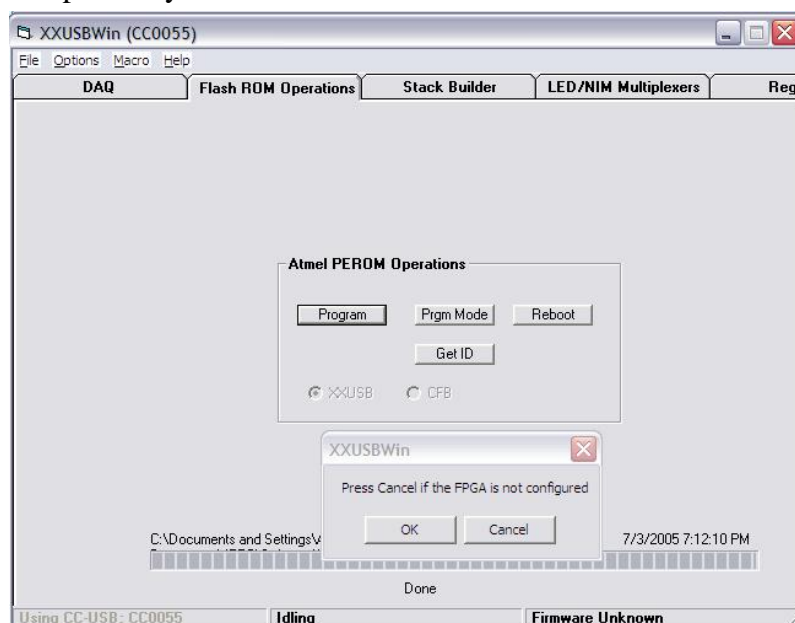 XXUSBWin (CC0055)
File Options Macro Help
DAQ Flash ROM Operations Stack Builder LED/NIM Multiplexers Reg
Atmel PEROM Operations
Program Prgm Mode Reboot
Get ID
XXUSB CFB
XXUSBWin
Press Cancel if the FPGA is not configured
OK Cancel
C:\Documents and Settings\ 7/3/2005 7:12:10 PM
Done
Using CC-USB: CC0055 Idling Firmware Unknown